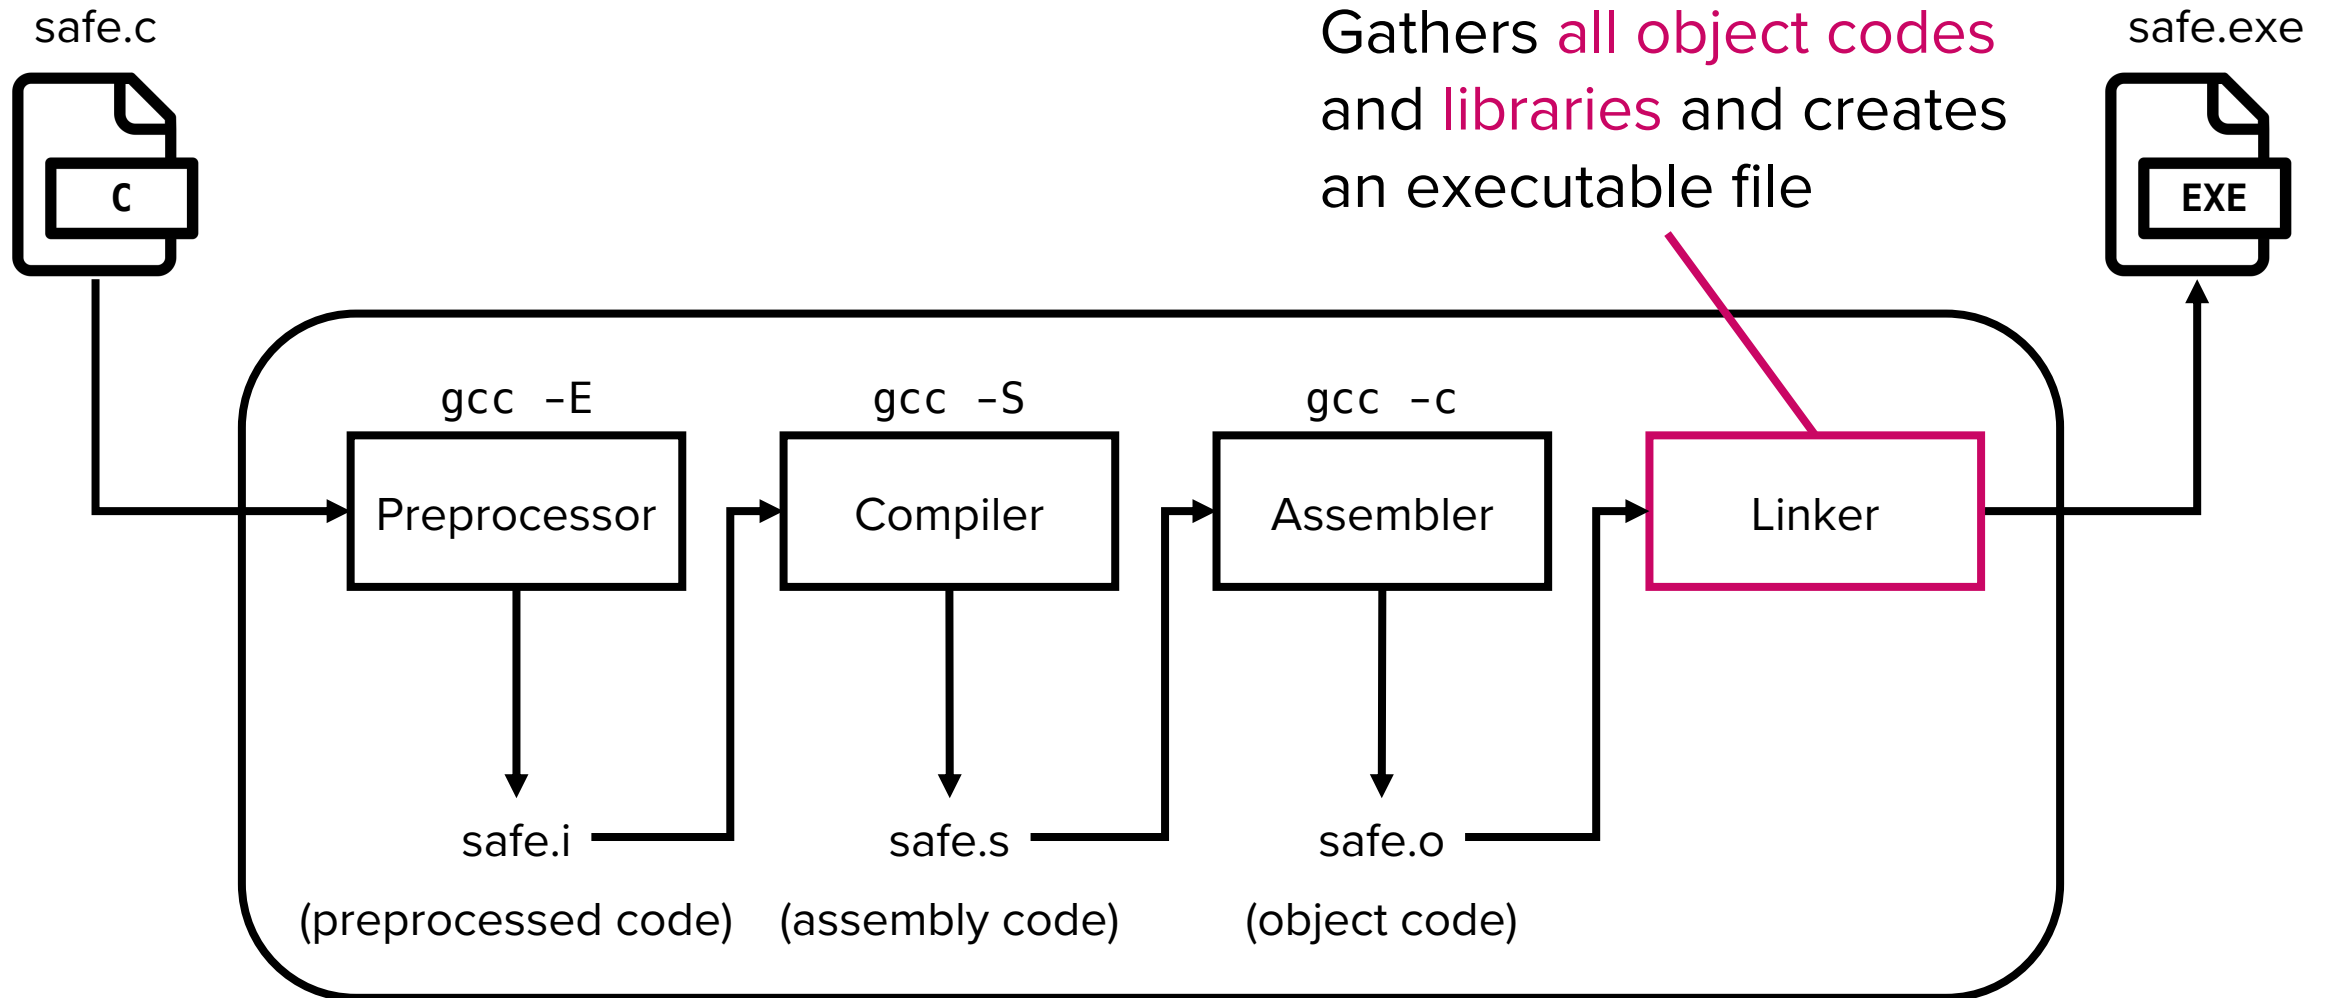 safe.c
C
Gathers all object codes
and libraries and creates
an executable file
safe.exe
EXE
gcc -E
Preprocessor
gcc -S
Compiler
gcc -c
Assembler
Linker
safe.i
(preprocessed code)
safe.s
(assembly code)
safe.o
(object code)